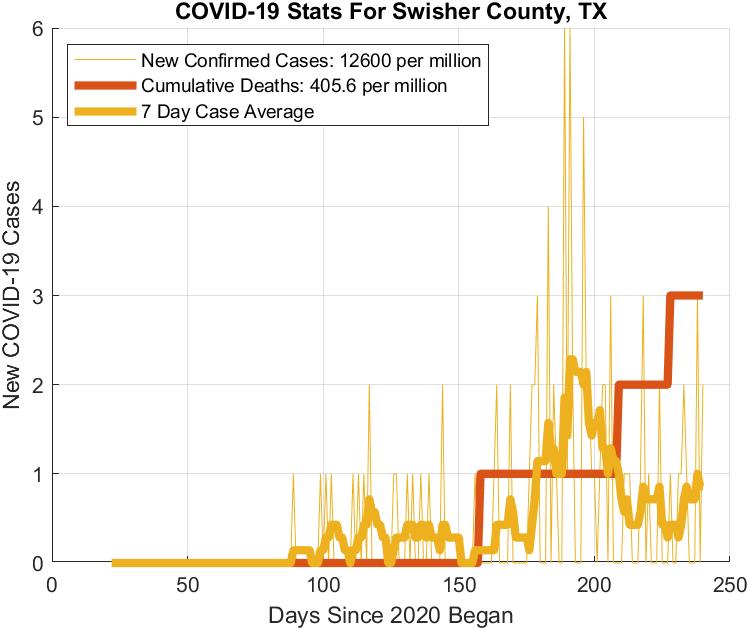 COVID-19 Stats For Swisher County, TX
New Confirmed Cases: 12600 per million
Cumulative Deaths: 405.6 per million
7 Day Case Average
New COVID-19 Cases
6
5
4
3
2
1
0
0 50 100 150 200 250
Days Since 2020 Began